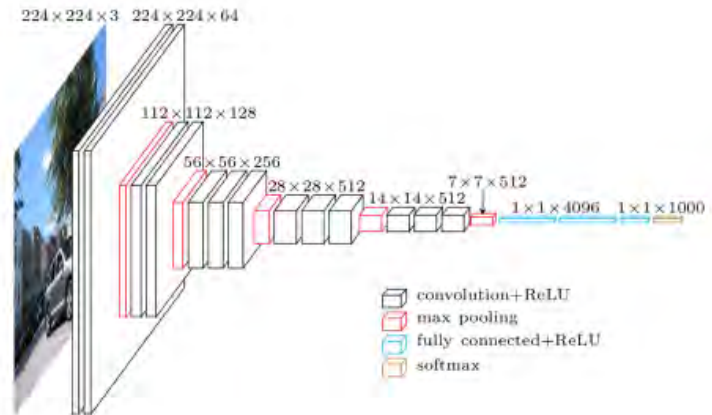 224×224×3 224×224×64
112×112×128
56×56×256
28×28×512
14×14×512
7×7×512
1×1×4096 1×1×1000
convolution+ReLU
max pooling
fully connected+ReLU
softmax